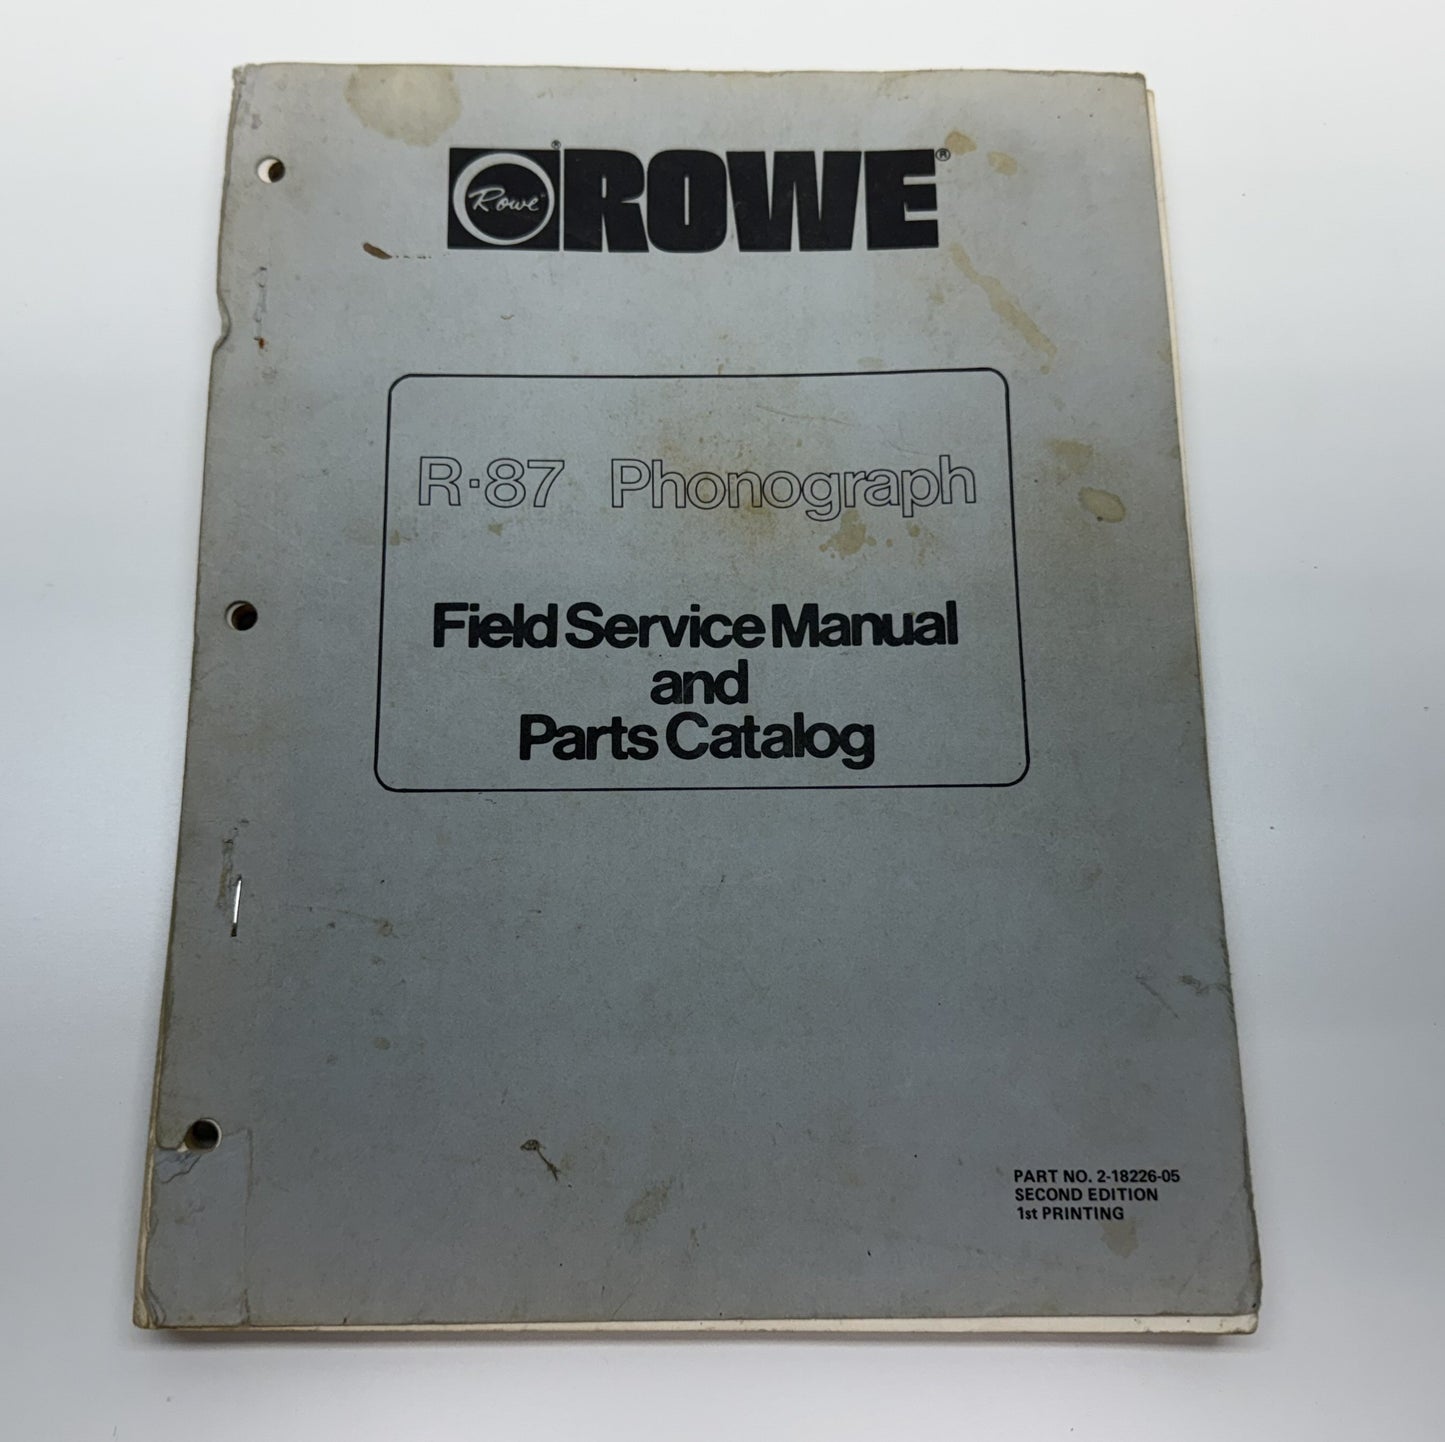 Rowe ® ROWE ®
R·87 Phonograph
Field Service Manual
and
Parts Catalog
PART NO. 2-18226-05
SECOND EDITION
1st PRINTING